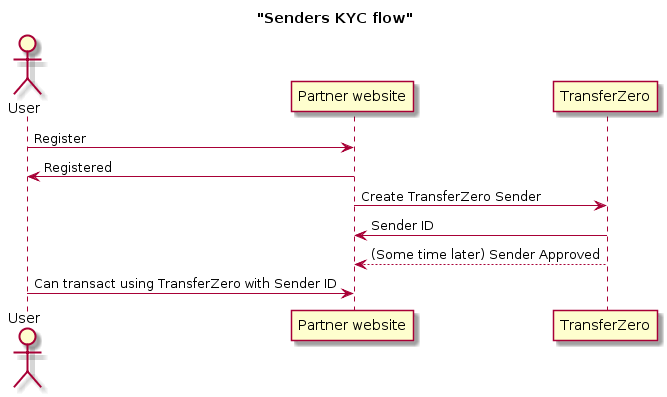 "Senders KYC flow"
User
Partner website
TransferZero
Register
Registered
Create TransferZero Sender
Sender ID
(Some time later) Sender Approved
Can transact using TransferZero with Sender ID
User
Partner website
TransferZero